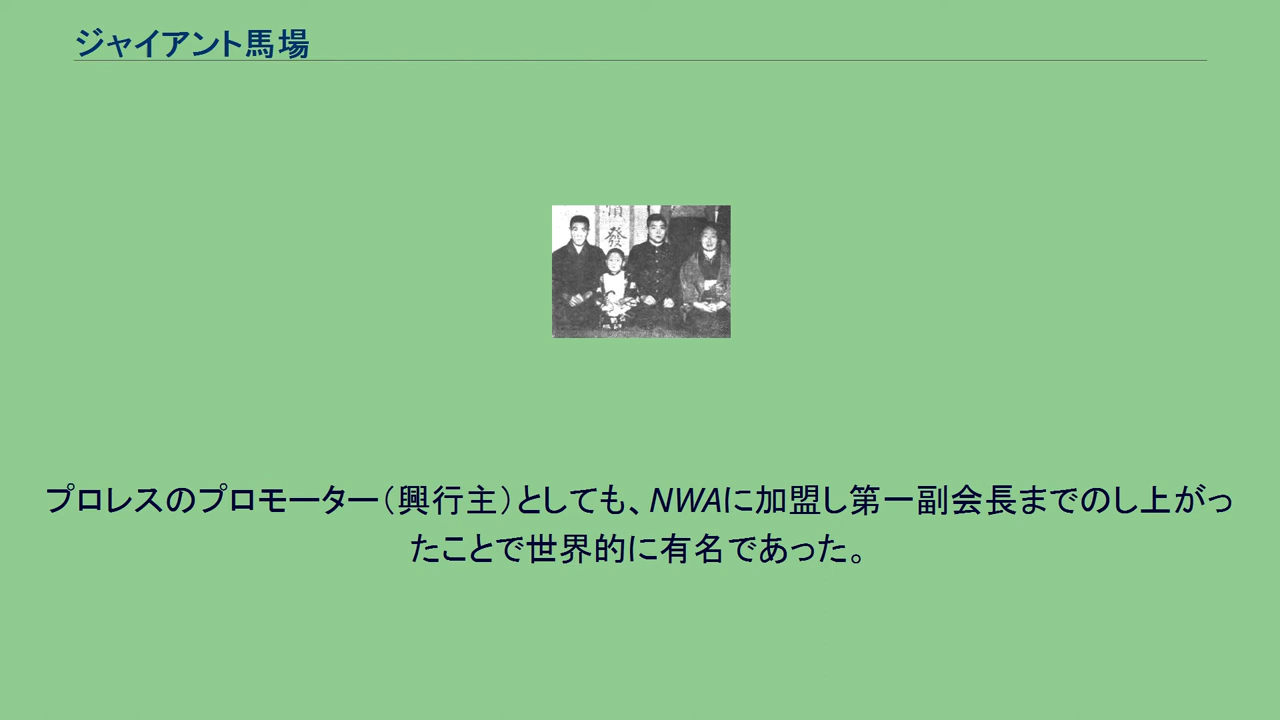 ジャイアント馬場
發
プロレスのプロモーター（興行主）としても、NWAに加盟し第一副会長までのし上がっ
たことで世界的に有名であった。